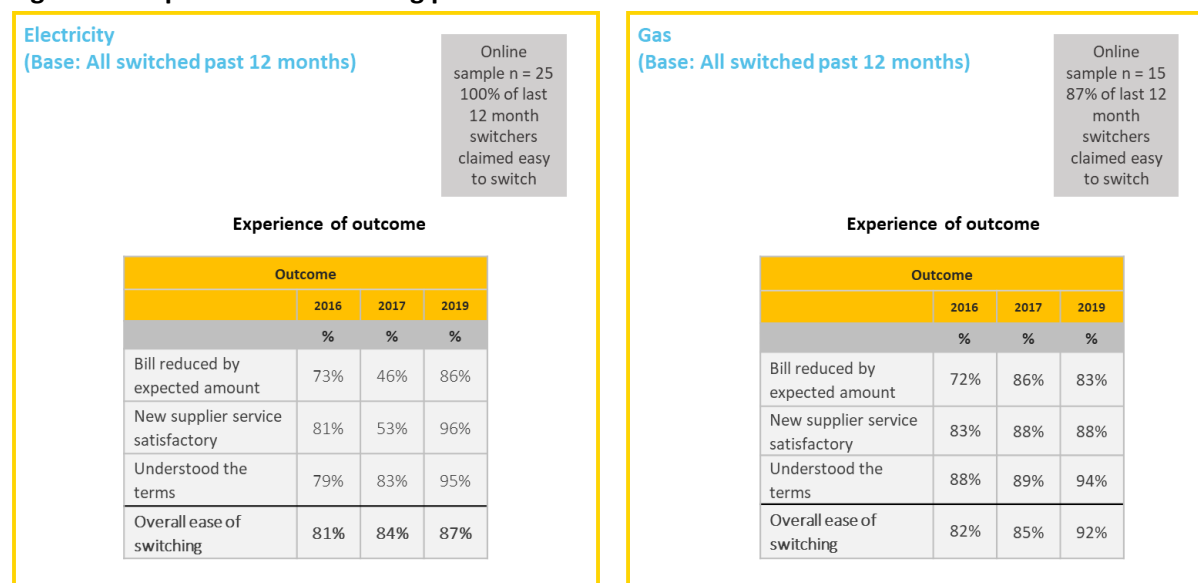 Electricity
(Base: All switched past 12 months)
Online
sample n = 25
100% of last
12 month
switchers
claimed easy
to switch
Experience of outcome
Outcome
2016 2017 2019
% % %
Bill reduced by
expected amount
73% 46% 86%
New supplier service
satisfactory
81% 53% 96%
Understood the
terms
79% 83% 95%
Overall ease of
switching
81% 84% 87%
Gas
(Base: All switched past 12 months)
Online
sample n = 15
87% of last 12
month
switchers
claimed easy
to switch
Experience of outcome
Outcome
2016 2017 2019
% % %
Bill reduced by
expected amount
72% 86% 83%
New supplier service
satisfactory
83% 88% 88%
Understood the
terms
88% 89% 94%
Overall ease of
switching
82% 85% 92%